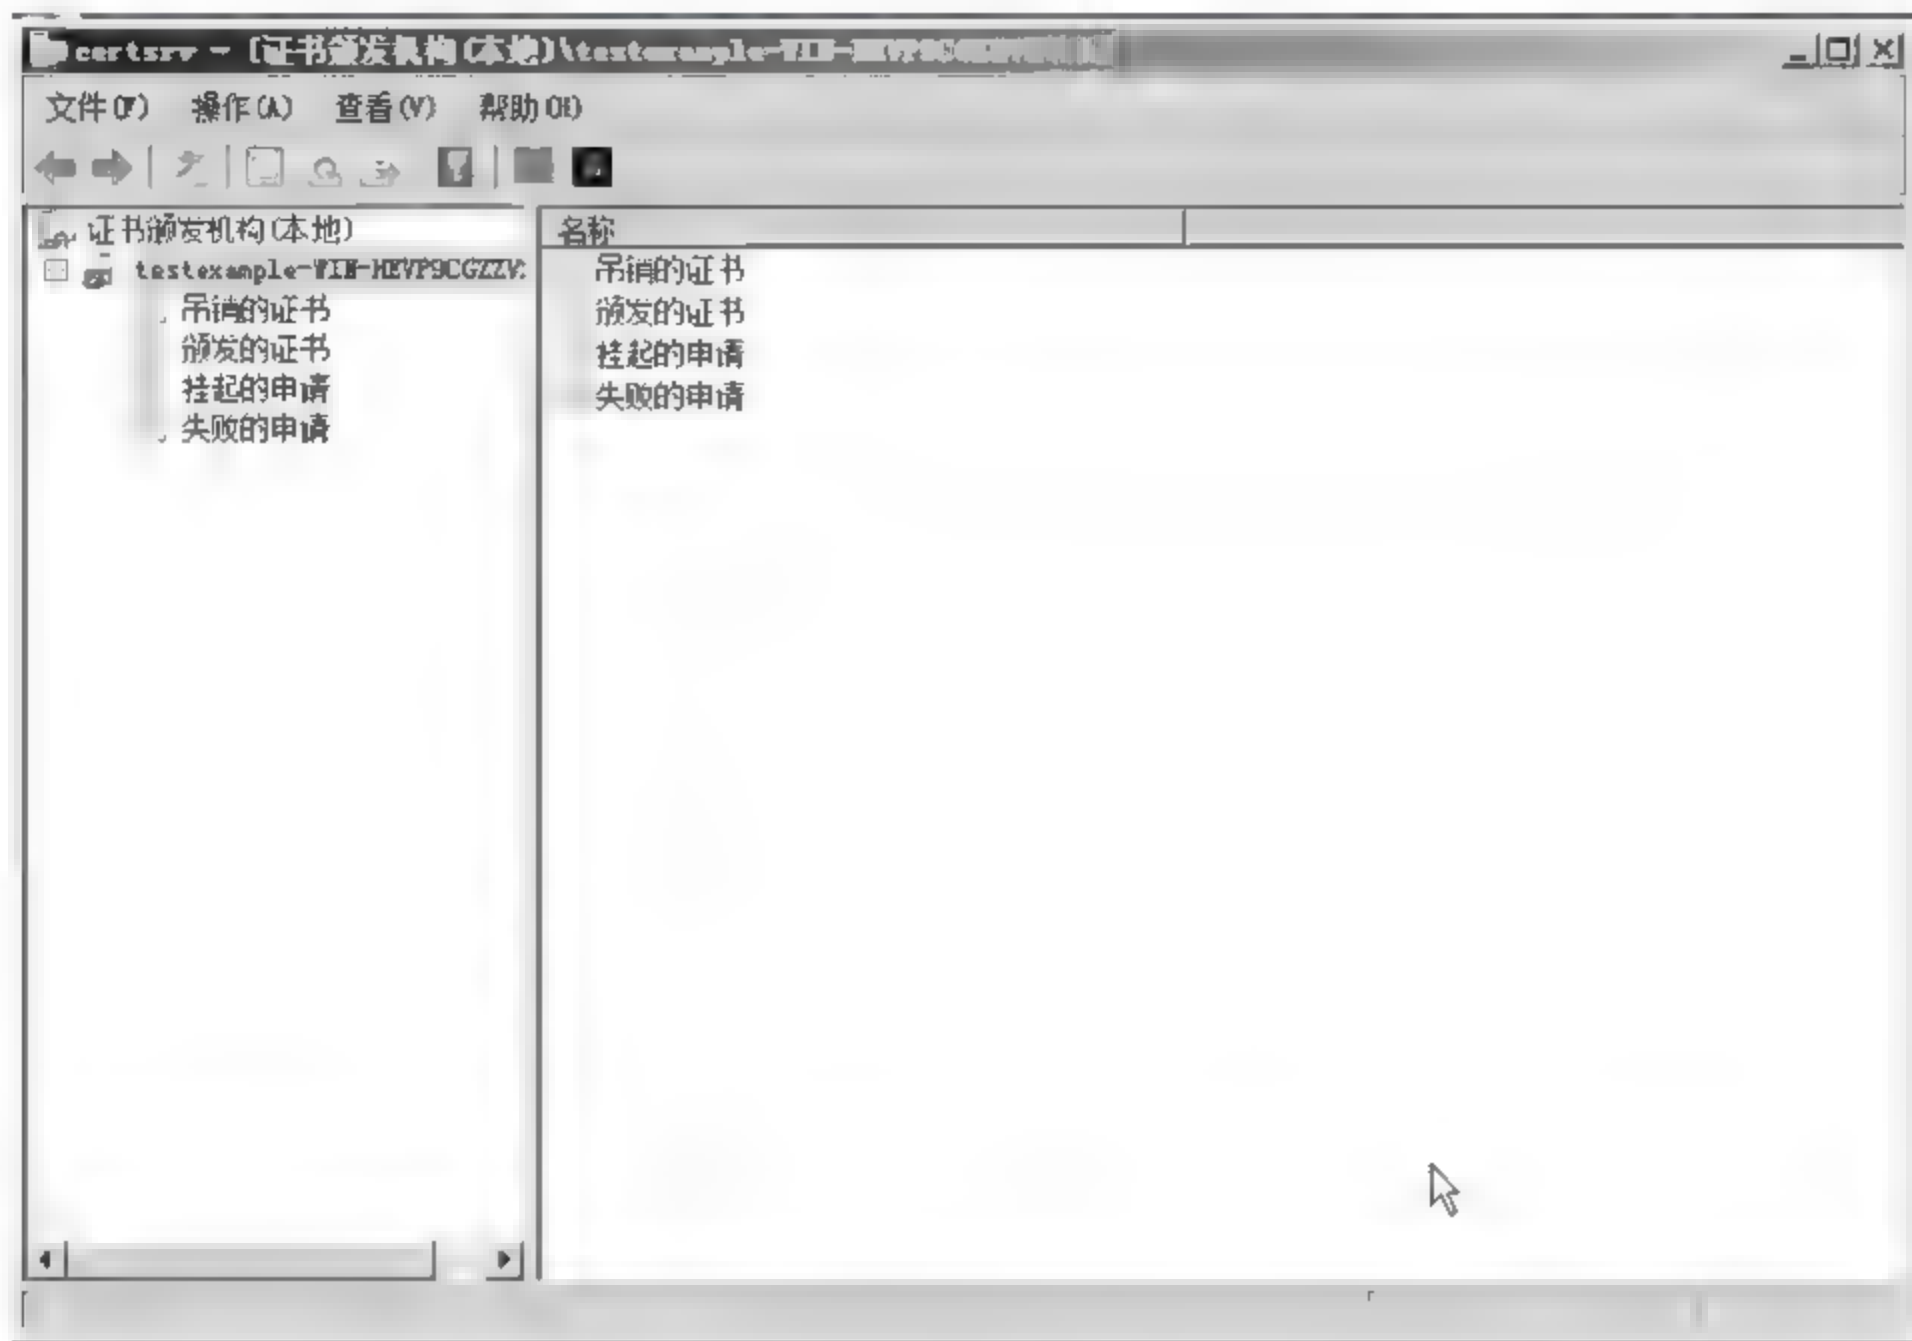 certsrv - [证书颁发机构(本地)\testexample-WIN-
文件(F) 操作(A) 查看(V) 帮助(H)
证书颁发机构(本地)
testexample-WIN-HEVP9CGZZV
吊销的证书
颁发的证书
挂起的申请
失败的申请
名称
吊销的证书
颁发的证书
挂起的申请
失败的申请